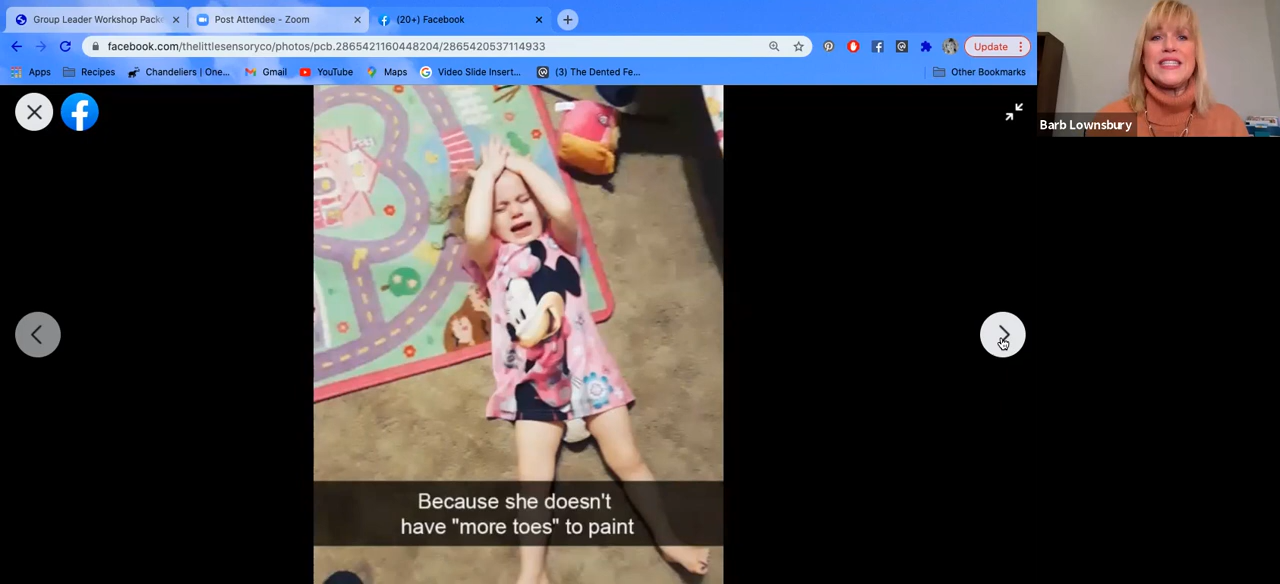 Group Leader Workshop Packe
Post Attendee - Zoom
(20+) Facebook
facebook.com/thelittlesensoryco/photos/pcb.2865421160448204/2865420537114933
Update
Apps
Recipes
Chandeliers | One...
Gmail
YouTube
Maps
Video Slide Insert...
(3) The Dented Fe...
Other Bookmarks
Barb Lownsbury
Because she doesn't
have "more toes" to paint